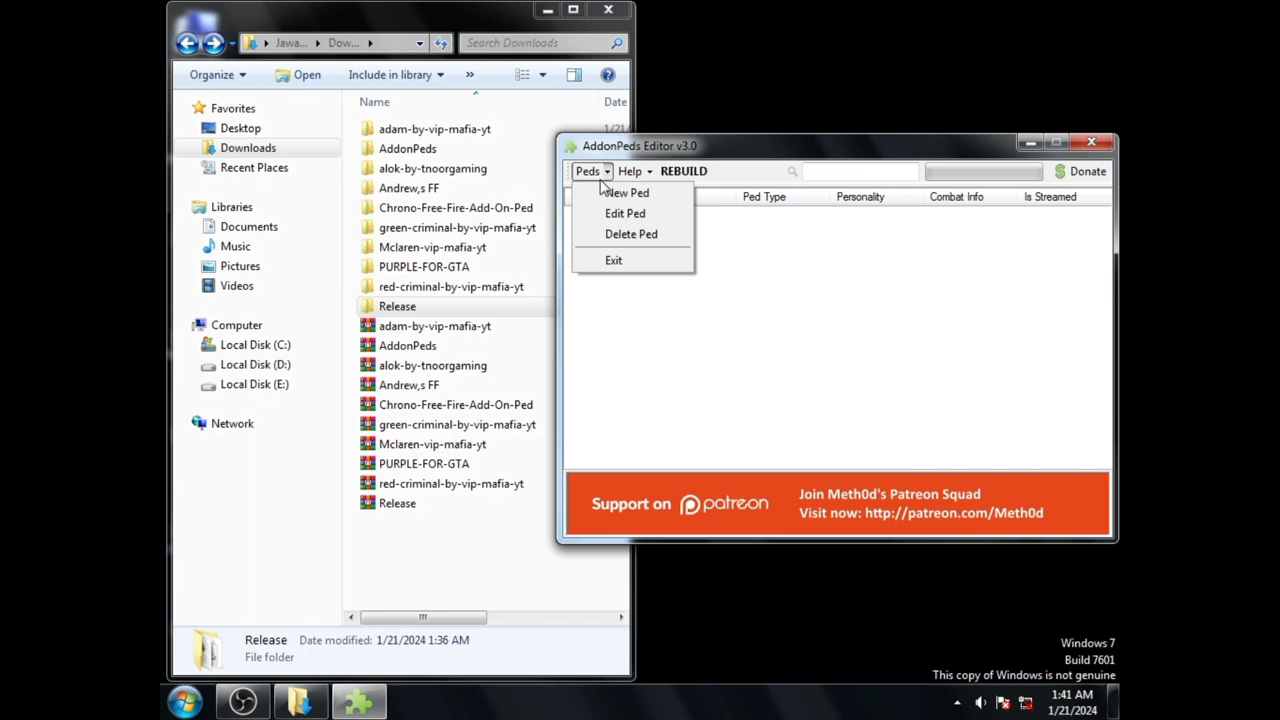 Jawa...
Dow...
Search Downloads
Organize
Open
Include in library
»
Favorites
Desktop
Downloads
Recent Places
Libraries
Documents
Music
Pictures
Videos
Computer
Local Disk (C:)
Local Disk (D:)
Local Disk (E:)
Network
Name
Date
adam-by-vip-mafia-yt
1/21/
AddonPeds
alok-by-tnoorgaming
Andrew,s FF
Chrono-Free-Fire-Add-On-Ped
green-criminal-by-vip-mafia-yt
Mclaren-vip-mafia-yt
PURPLE-FOR-GTA
red-criminal-by-vip-mafia-yt
Release
adam-by-vip-mafia-yt
AddonPeds
alok-by-tnoorgaming
Andrew,s FF
Chrono-Free-Fire-Add-On-Ped
green-criminal-by-vip-mafia-yt
Mclaren-vip-mafia-yt
PURPLE-FOR-GTA
red-criminal-by-vip-mafia-yt
Release
Release
Date modified: 1/21/2024 1:36 AM
File folder
AddonPeds Editor v3.0
Peds
Help
REBUILD
Donate
New Ped
Edit Ped
Delete Ped
Exit
Ped Type
Personality
Combat Info
Is Streamed
Support on patreon
Join Meth0d's Patreon Squad
Visit now: http://patreon.com/Meth0d
Windows 7
Build 7601
This copy of Windows is not genuine
1:41 AM
1/21/2024